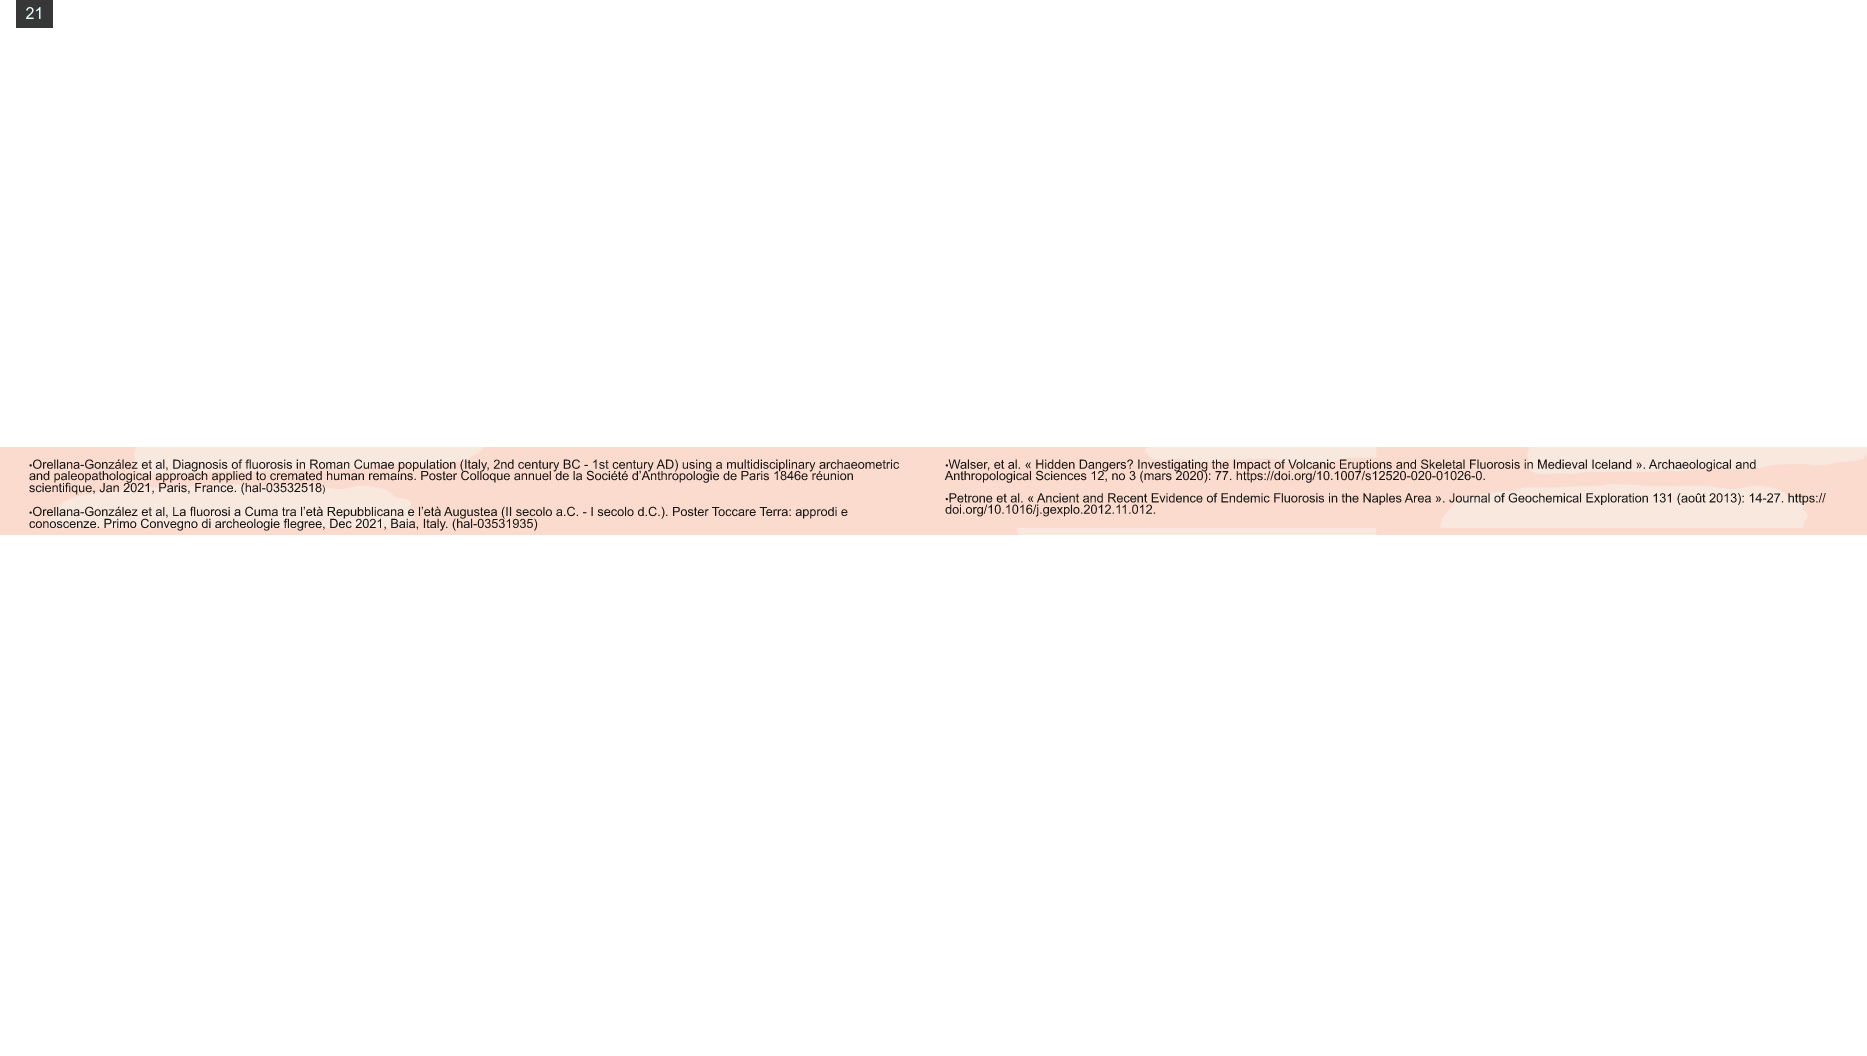 21
•Orellana-González et al, Diagnosis of fluorosis in Roman Cumae population (Italy, 2nd century BC - 1st century AD) using a multidisciplinary archaeometric
and paleopathological approach applied to cremated human remains. Poster Colloque annuel de la Société d’Anthropologie de Paris 1846e réunion
scientifique, Jan 2021, Paris, France. (hal-03532518)
•Orellana-González et al, La fluorosi a Cuma tra l’età Repubblicana e l’età Augustea (II secolo a.C. - I secolo d.C.). Poster Toccare Terra: approdi e
conoscenze. Primo Convegno di archeologie flegree, Dec 2021, Baia, Italy. (hal-03531935)
•Walser, et al. « Hidden Dangers? Investigating the Impact of Volcanic Eruptions and Skeletal Fluorosis in Medieval Iceland ». Archaeological and
Anthropological Sciences 12, no 3 (mars 2020): 77. https://doi.org/10.1007/s12520-020-01026-0.
•Petrone et al. « Ancient and Recent Evidence of Endemic Fluorosis in the Naples Area ». Journal of Geochemical Exploration 131 (août 2013): 14-27. https://
doi.org/10.1016/j.gexplo.2012.11.012.